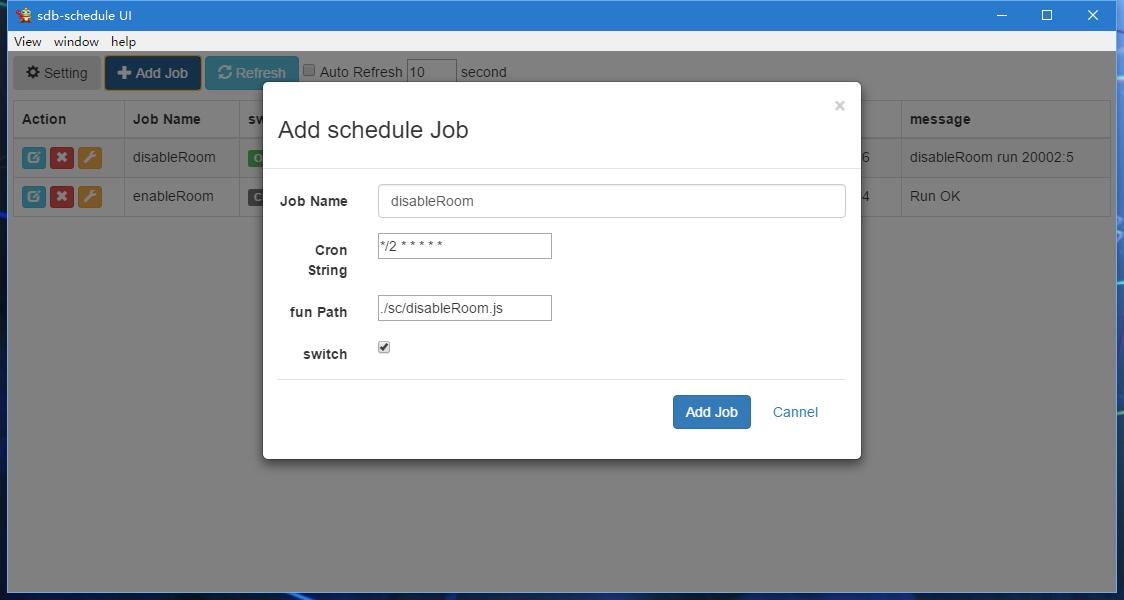 sdb-schedule UI
View window help
Setting Add Job Refresh Auto Refresh 10 second
Action Job Name message
disableRoom 6 disableRoom run 20002:5
enableRoom 4 Run OK
×
Add schedule Job
Job Name disableRoom
Cron String */2 * * * * *
fun Path ./sc/disableRoom.js
switch
Add Job Cannel